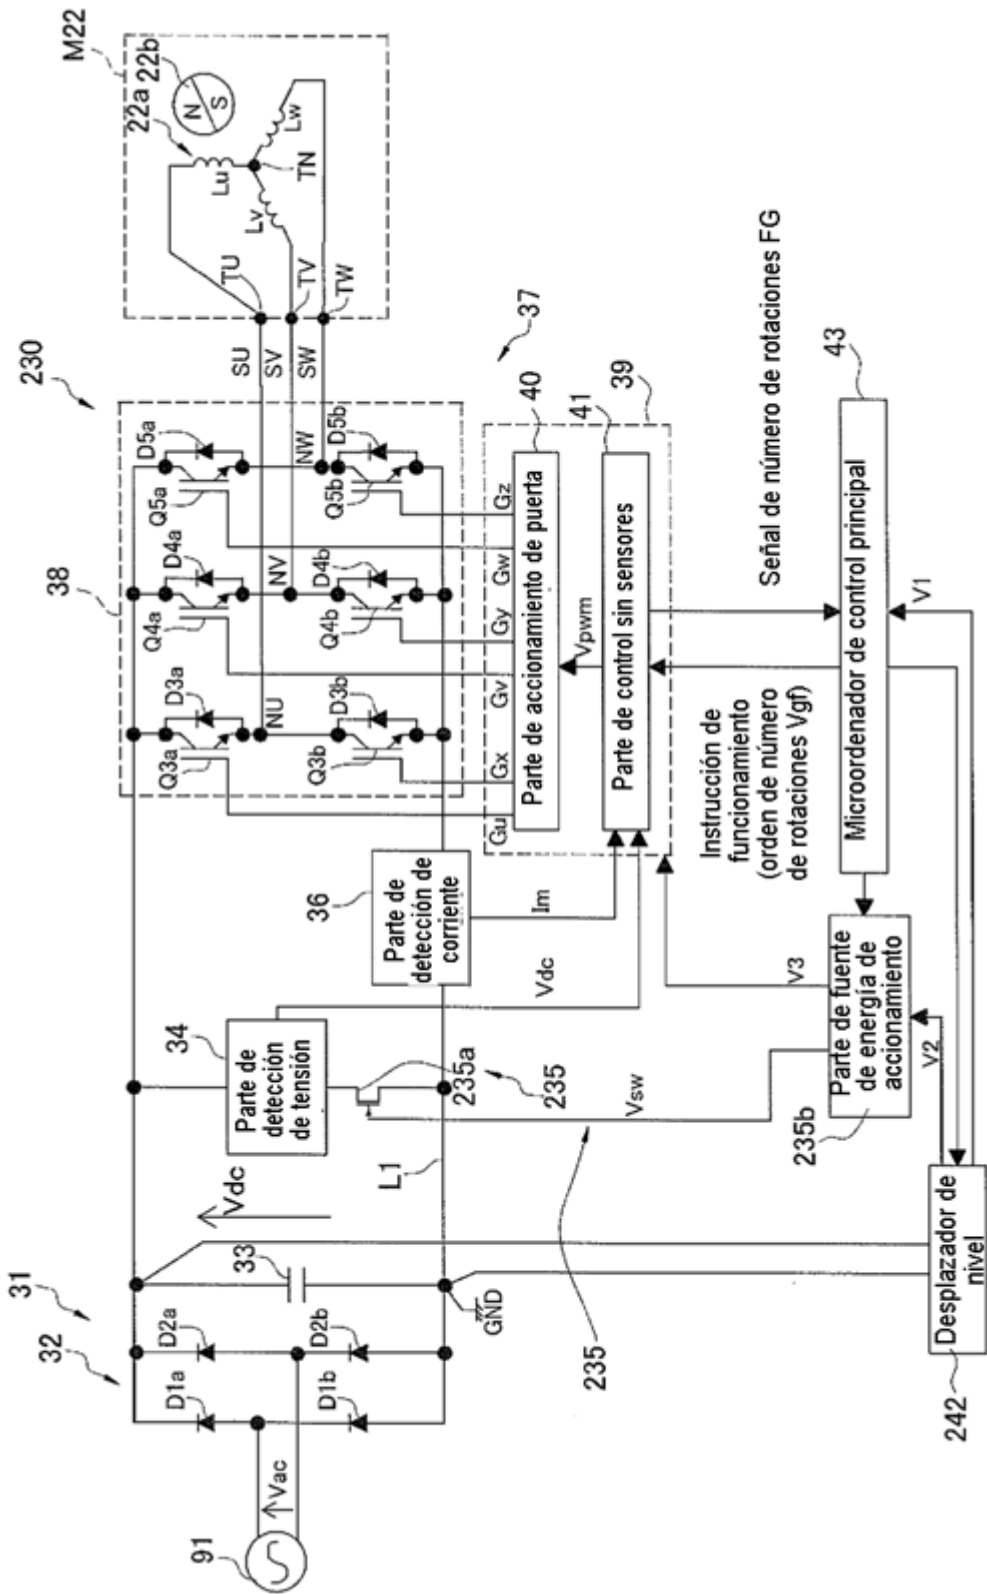 230
M22
22a
22b
N
S
Lu
Lv
Lw
TN
TU
TV
TW
SU
SV
SW
38
Q3a
D3a
Q4a
D4a
Q5a
D5a
NU
NV
NW
Q3b
D3b
Q4b
D4b
Q5b
D5b
31
32
D1a
D2a
D1b
D2b
91
Vac
33
Vdc
GND
L1
34
Parte de
detección
de tensión
235a
235
36
Parte de
detección de
corriente
37
Gu
Gx
Gv
Gy
Gw
Gz
40
Parte de accionamiento de puerta
Vpwm
41
39
Parte de control sin sensores
Im
Vdc
Vsw
235
V3
Instrucción de
funcionamiento
(orden de número
de rotaciones Vgf)
Señal de número de rotaciones FG
43
Microordenador de control principal
Parte de fuente
de energía de
accionamiento
235b
V2
V1
Desplazador de
nivel
242